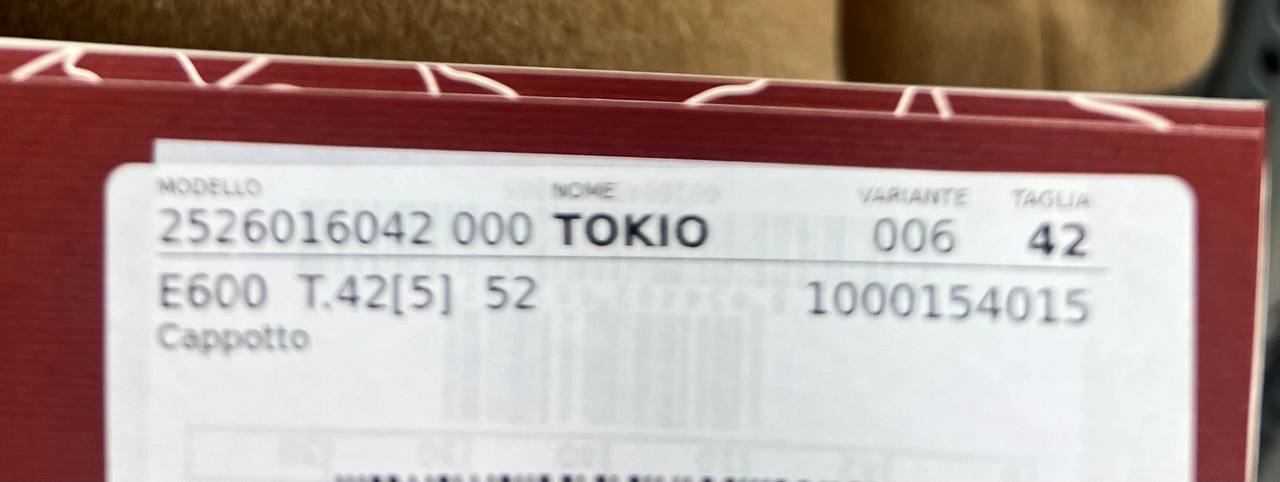 MODELLO NOME VARIANTE TAGLIA
2526016042 000 TOKIO 006 42
E600 T.42[5] 52 1000154015
Cappotto